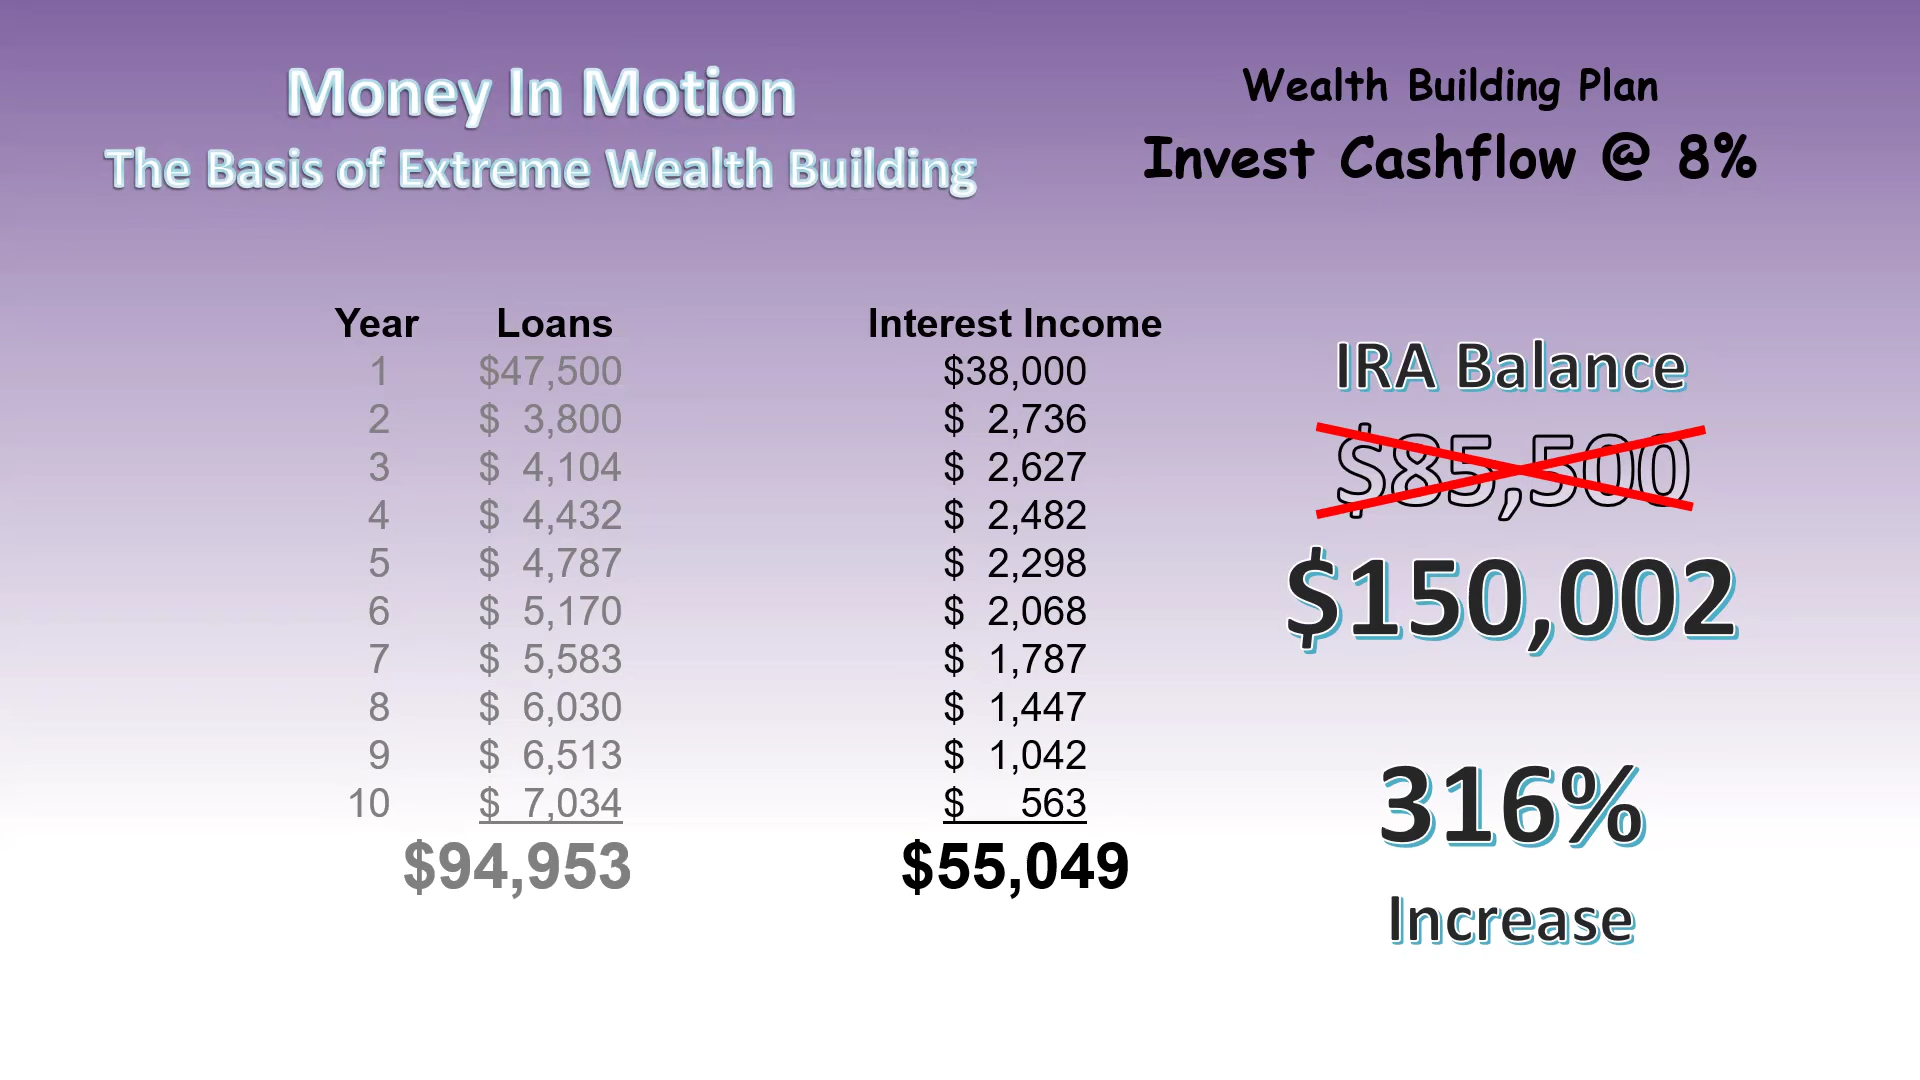 Money In Motion
The Basis of Extreme Wealth Building
Wealth Building Plan
Invest Cashflow @ 8%
Year Loans Interest Income
1 $47,500 $38,000
2 $ 3,800 $ 2,736
3 $ 4,104 $ 2,627
4 $ 4,432 $ 2,482
5 $ 4,787 $ 2,298
6 $ 5,170 $ 2,068
7 $ 5,583 $ 1,787
8 $ 6,030 $ 1,447
9 $ 6,513 $ 1,042
10 $ 7,034 $ 563
$94,953 $55,049
IRA Balance
$85,500
$150,002
316%
Increase